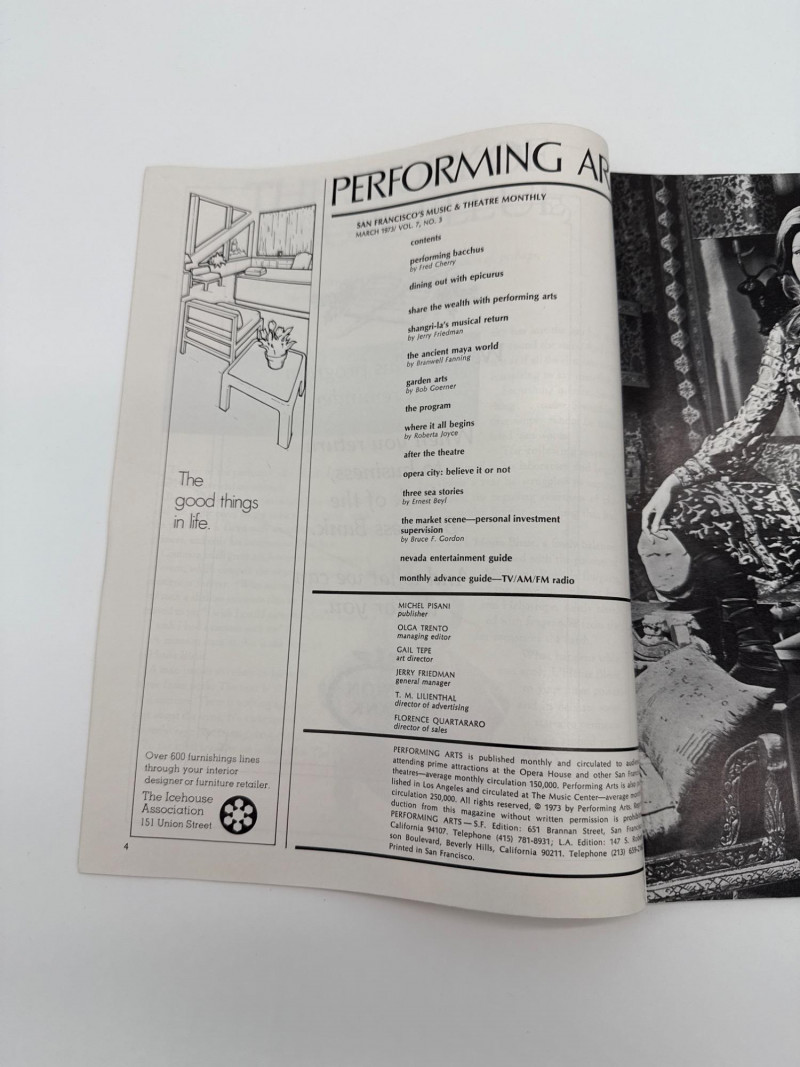 The
good things
in life.
Over 600 furnishings lines
through your interior
designer or furniture retailer.
The Icehouse
Association
151 Union Street
4
PERFORMING AR
SAN FRANCISCO'S MUSIC & THEATRE MONTHLY
MARCH 1973/ VOL. 7, NO. 3
contents
performing bacchus
by Fred Cherry
dining out with epicurus
share the wealth with performing arts
shangri-la's musical return
by Jerry Friedman
the ancient maya world
by Branwell Fanning
garden arts
by Bob Goerner
the program
where it all begins
by Roberta Joyce
after the theatre
opera city: believe it or not
three sea stories
by Ernest Beyl
the market scene—personal investment
supervision
by Bruce F. Gordon
nevada entertainment guide
monthly advance guide—TV/AM/FM radio
MICHEL PISANI
publisher
OLGA TRENTO
managing editor
GAIL TEPE
art director
JERRY FRIEDMAN
general manager
T. M. LILIENTHAL
director of advertising
FLORENCE QUARTARARO
director of sales
PERFORMING ARTS is published monthly and circulated to
attending prime attractions at the Opera House and other San
theatres—average monthly circulation 150,000. Performing Arts is also
lished in Los Angeles and circulated at The Music Center—average
circulation 250,000. All rights reserved, © 1973 by Performing Arts.
duction from this magazine without written permission is
PERFORMING ARTS — S.F. Edition: 651 Brannan Street, San
California 94107. Telephone (415) 781-8931; L.A. Edition: 147 S.
son Boulevard, Beverly Hills, California 90211. Telephone (213)
Printed in San Francisco.